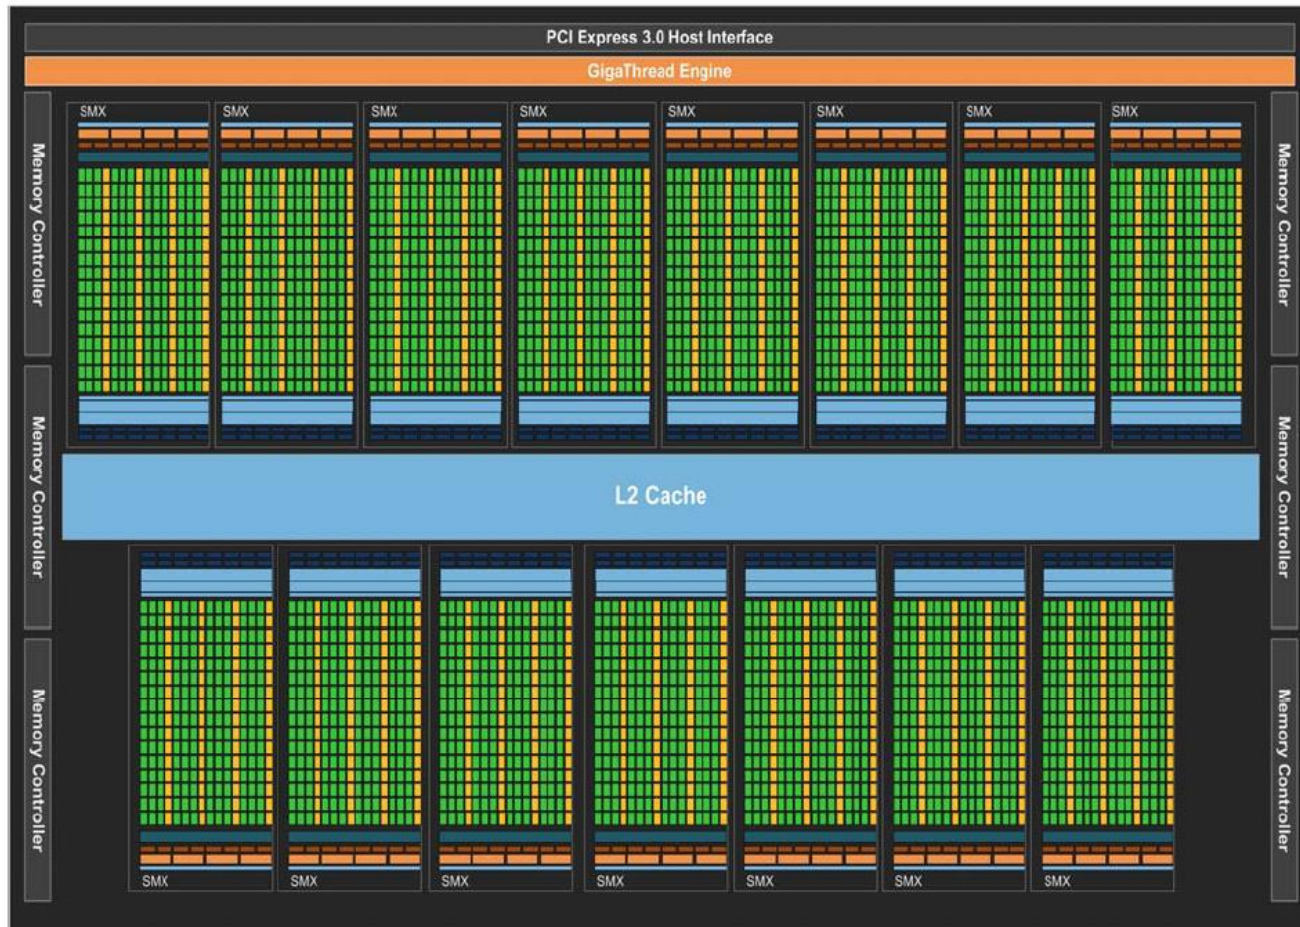 PCI Express 3.0 Host Interface
GigaThread Engine
SMX SMX SMX SMX SMX SMX SMX SMX
Memory Controller
Memory Controller
Memory Controller
Memory Controller
L2 Cache
Memory Controller
Memory Controller
SMX SMX SMX SMX SMX SMX SMX